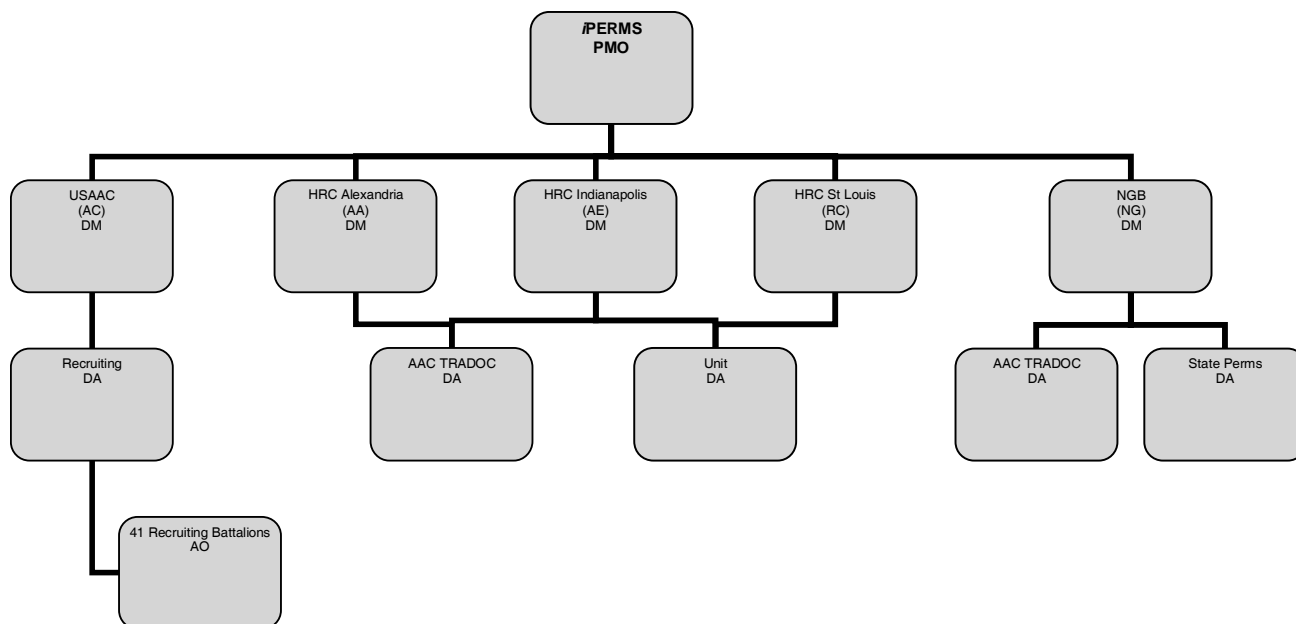 iPERMS
PMO
USAAC
(AC)
DM
HRC Alexandria
(AA)
DM
HRC Indianapolis
(AE)
DM
HRC St Louis
(RC)
DM
NGB
(NG)
DM
Recruiting
DA
AAC TRADOC
DA
Unit
DA
AAC TRADOC
DA
State Perms
DA
41 Recruiting Battalions
AO